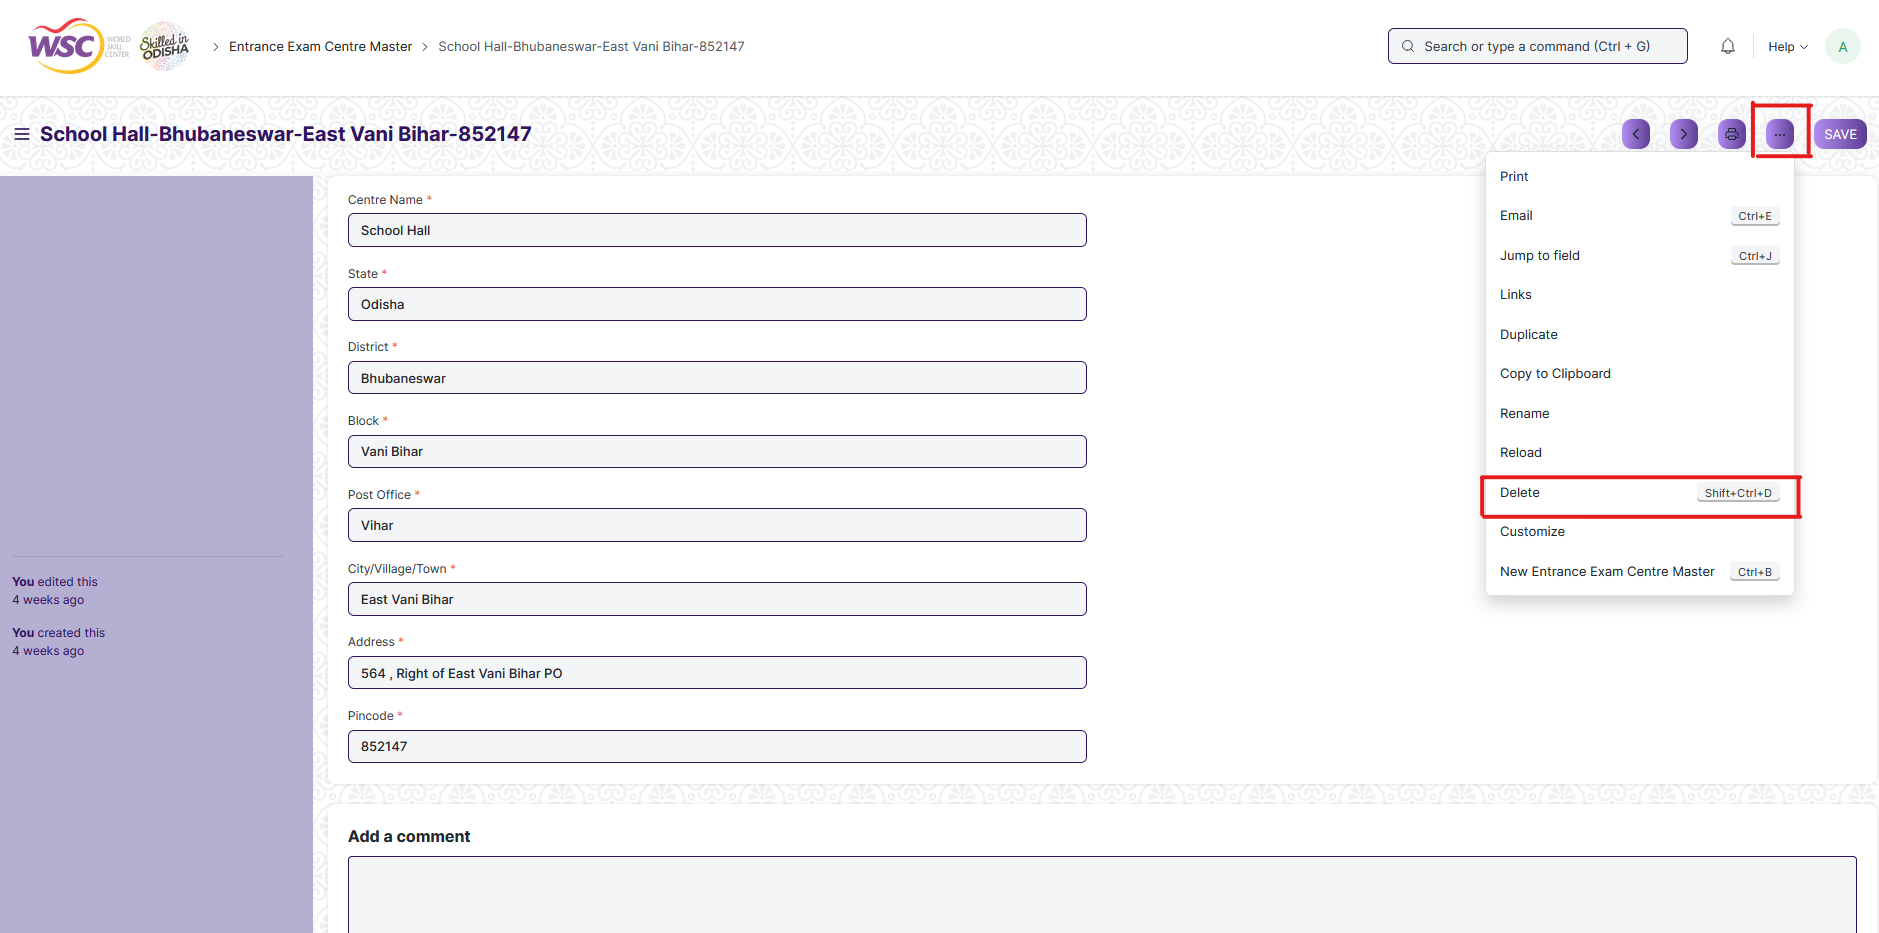 WSC WORLD SKILL CENTER
Skilled in ODISHA
Entrance Exam Centre Master
School Hall-Bhubaneswar-East Vani Bihar-852147
Search or type a command (Ctrl + G)
Help
A
School Hall-Bhubaneswar-East Vani Bihar-852147
SAVE
Print
Email Ctrl+E
Jump to field Ctrl+J
Links
Duplicate
Copy to Clipboard
Rename
Reload
Delete Shift+Ctrl+D
Customize
New Entrance Exam Centre Master Ctrl+B
You edited this
4 weeks ago
You created this
4 weeks ago
Centre Name *
School Hall
State *
Odisha
District *
Bhubaneswar
Block *
Vani Bihar
Post Office *
Vihar
City/Village/Town *
East Vani Bihar
Address *
564 , Right of East Vani Bihar PO
Pincode *
852147
Add a comment